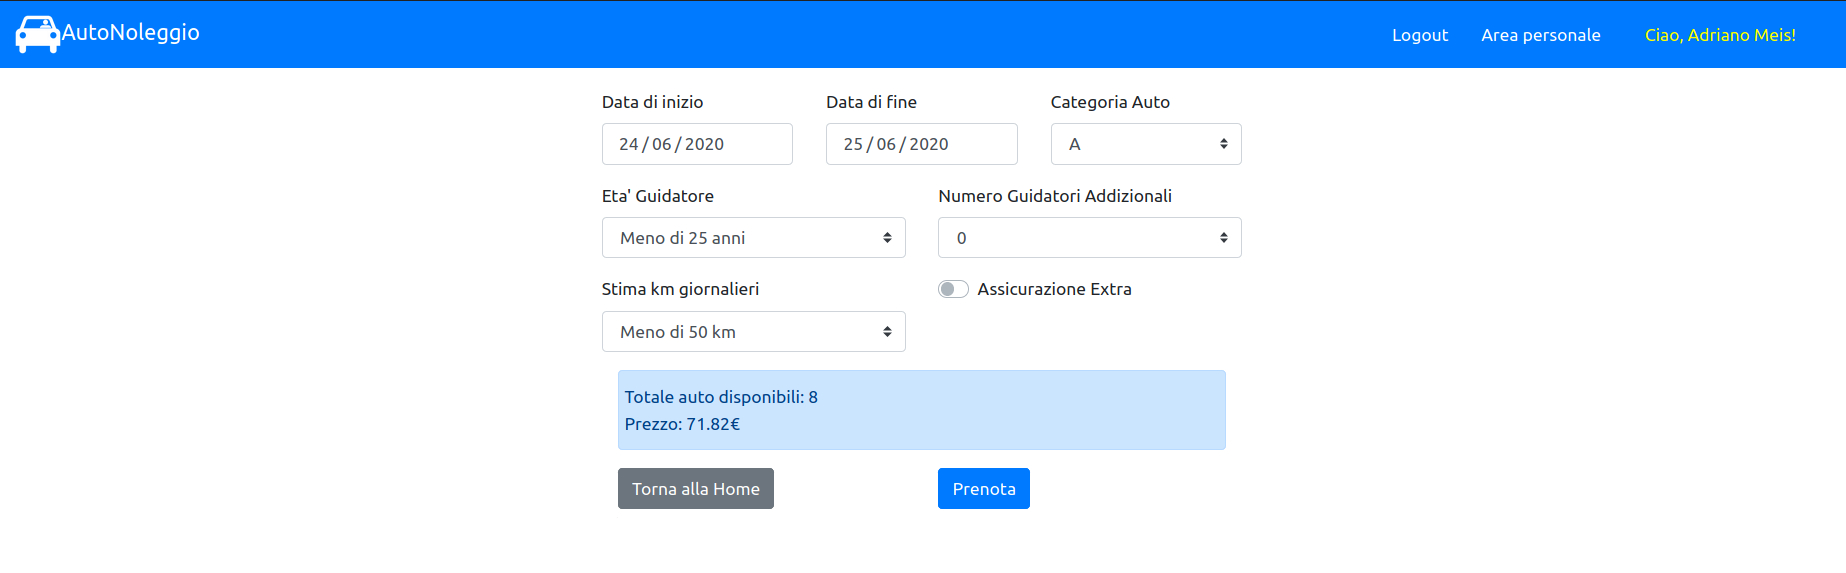 AutoNoleggio
Logout Area personale Ciao, Adriano Meis!
Data di inizio Data di fine Categoria Auto
24/06/2020 25/06/2020 A
Eta' Guidatore Numero Guidatori Addizionali
Meno di 25 anni 0
Stima km giornalieri Assicurazione Extra
Meno di 50 km
Totale auto disponibili: 8
Prezzo: 71.82€
Torna alla Home Prenota